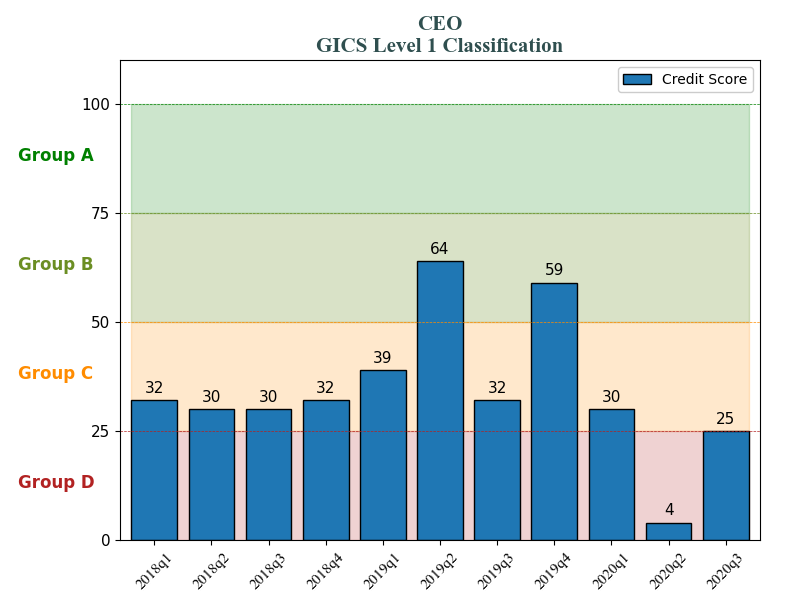 CEO
GICS Level 1 Classification
Credit Score
100
Group A
75
Group B
64
59
50
39
Group C
32
30
30
32
32
30
25
25
Group D
4
0
2018q1
2018q2
2018q3
2018q4
2019q1
2019q2
2019q3
2019q4
2020q1
2020q2
2020q3